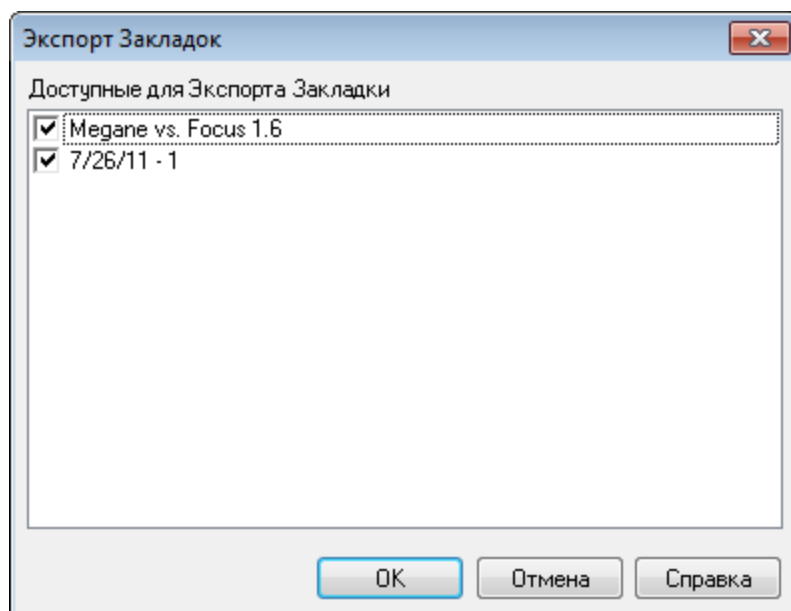 Экспорт Закладок
Доступные для Экспорта Закладки
Megane vs. Focus 1.6
7/26/11 - 1
OK Отмена Справка